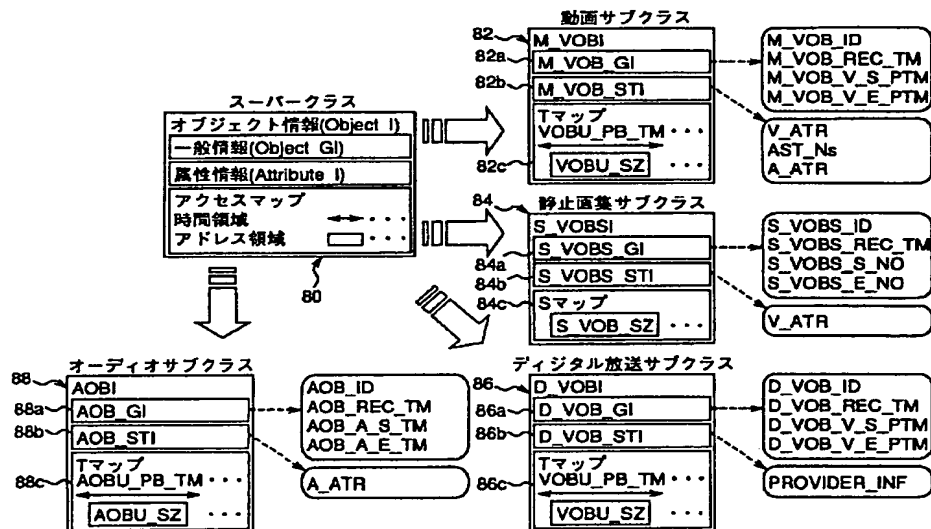 スーパークラス
オブジェクト情報(Object I)
一般情報(Object GI)
属性情報(Attribute I)
アクセスマップ
時間領域 ・・・
アドレス領域 ・・・
80
動画サブクラス
82
M_VOBI
82a
M_VOB_GI
82b
M_VOB_STI
Tマップ
VOBU_PB_TM ・・・
82c
VOBU_SZ ・・・
M_VOB_ID
M_VOB_REC_TM
M_VOB_V_S_PTM
M_VOB_V_E_PTM
V_ATR
AST_Ns
A_ATR
静止画集サブクラス
84
S_VOBSI
84a
S_VOBS_GI
84b
S_VOBS_STI
84c
Sマップ
S_VOB_SZ ・・・
S_VOBS_ID
S_VOBS_REC_TM
S_VOBS_S_NO
S_VOBS_E_NO
V_ATR
オーディオサブクラス
88
AOBI
88a
AOB_GI
88b
AOB_STI
Tマップ
88c
AOBU_PB_TM ・・・
AOBU_SZ ・・・
AOB_ID
AOB_REC_TM
AOB_A_S_TM
AOB_A_E_TM
A_ATR
ディジタル放送サブクラス
86
D_VOBI
86a
D_VOB_GI
86b
D_VOB_STI
Tマップ
86c
VOBU_PB_TM ・・・
VOBU_SZ ・・・
D_VOB_ID
D_VOB_REC_TM
D_VOB_V_S_PTM
D_VOB_V_E_PTM
PROVIDER_INF